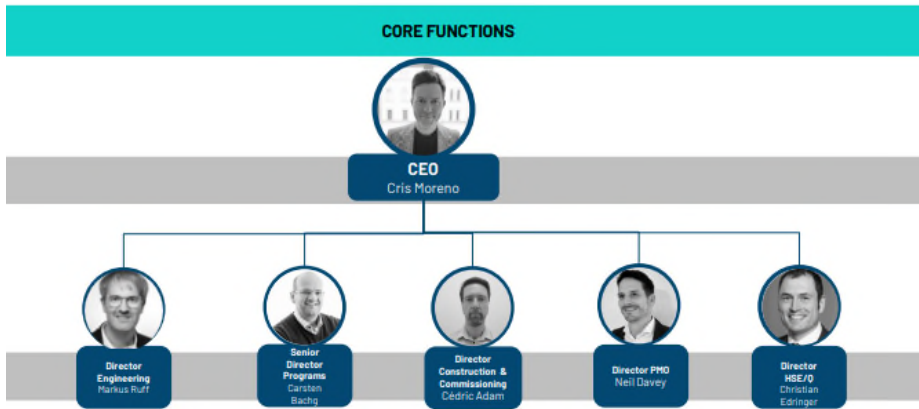 CORE FUNCTIONS
CEO
Cris Moreno
Director
Engineering
Markus Ruff
Senior
Director
Programs
Carsten
Bachg
Director
Construction &
Commissioning
Cédric Adam
Director PMO
Neil Davey
Director
HSE/Q
Christian
Edringer